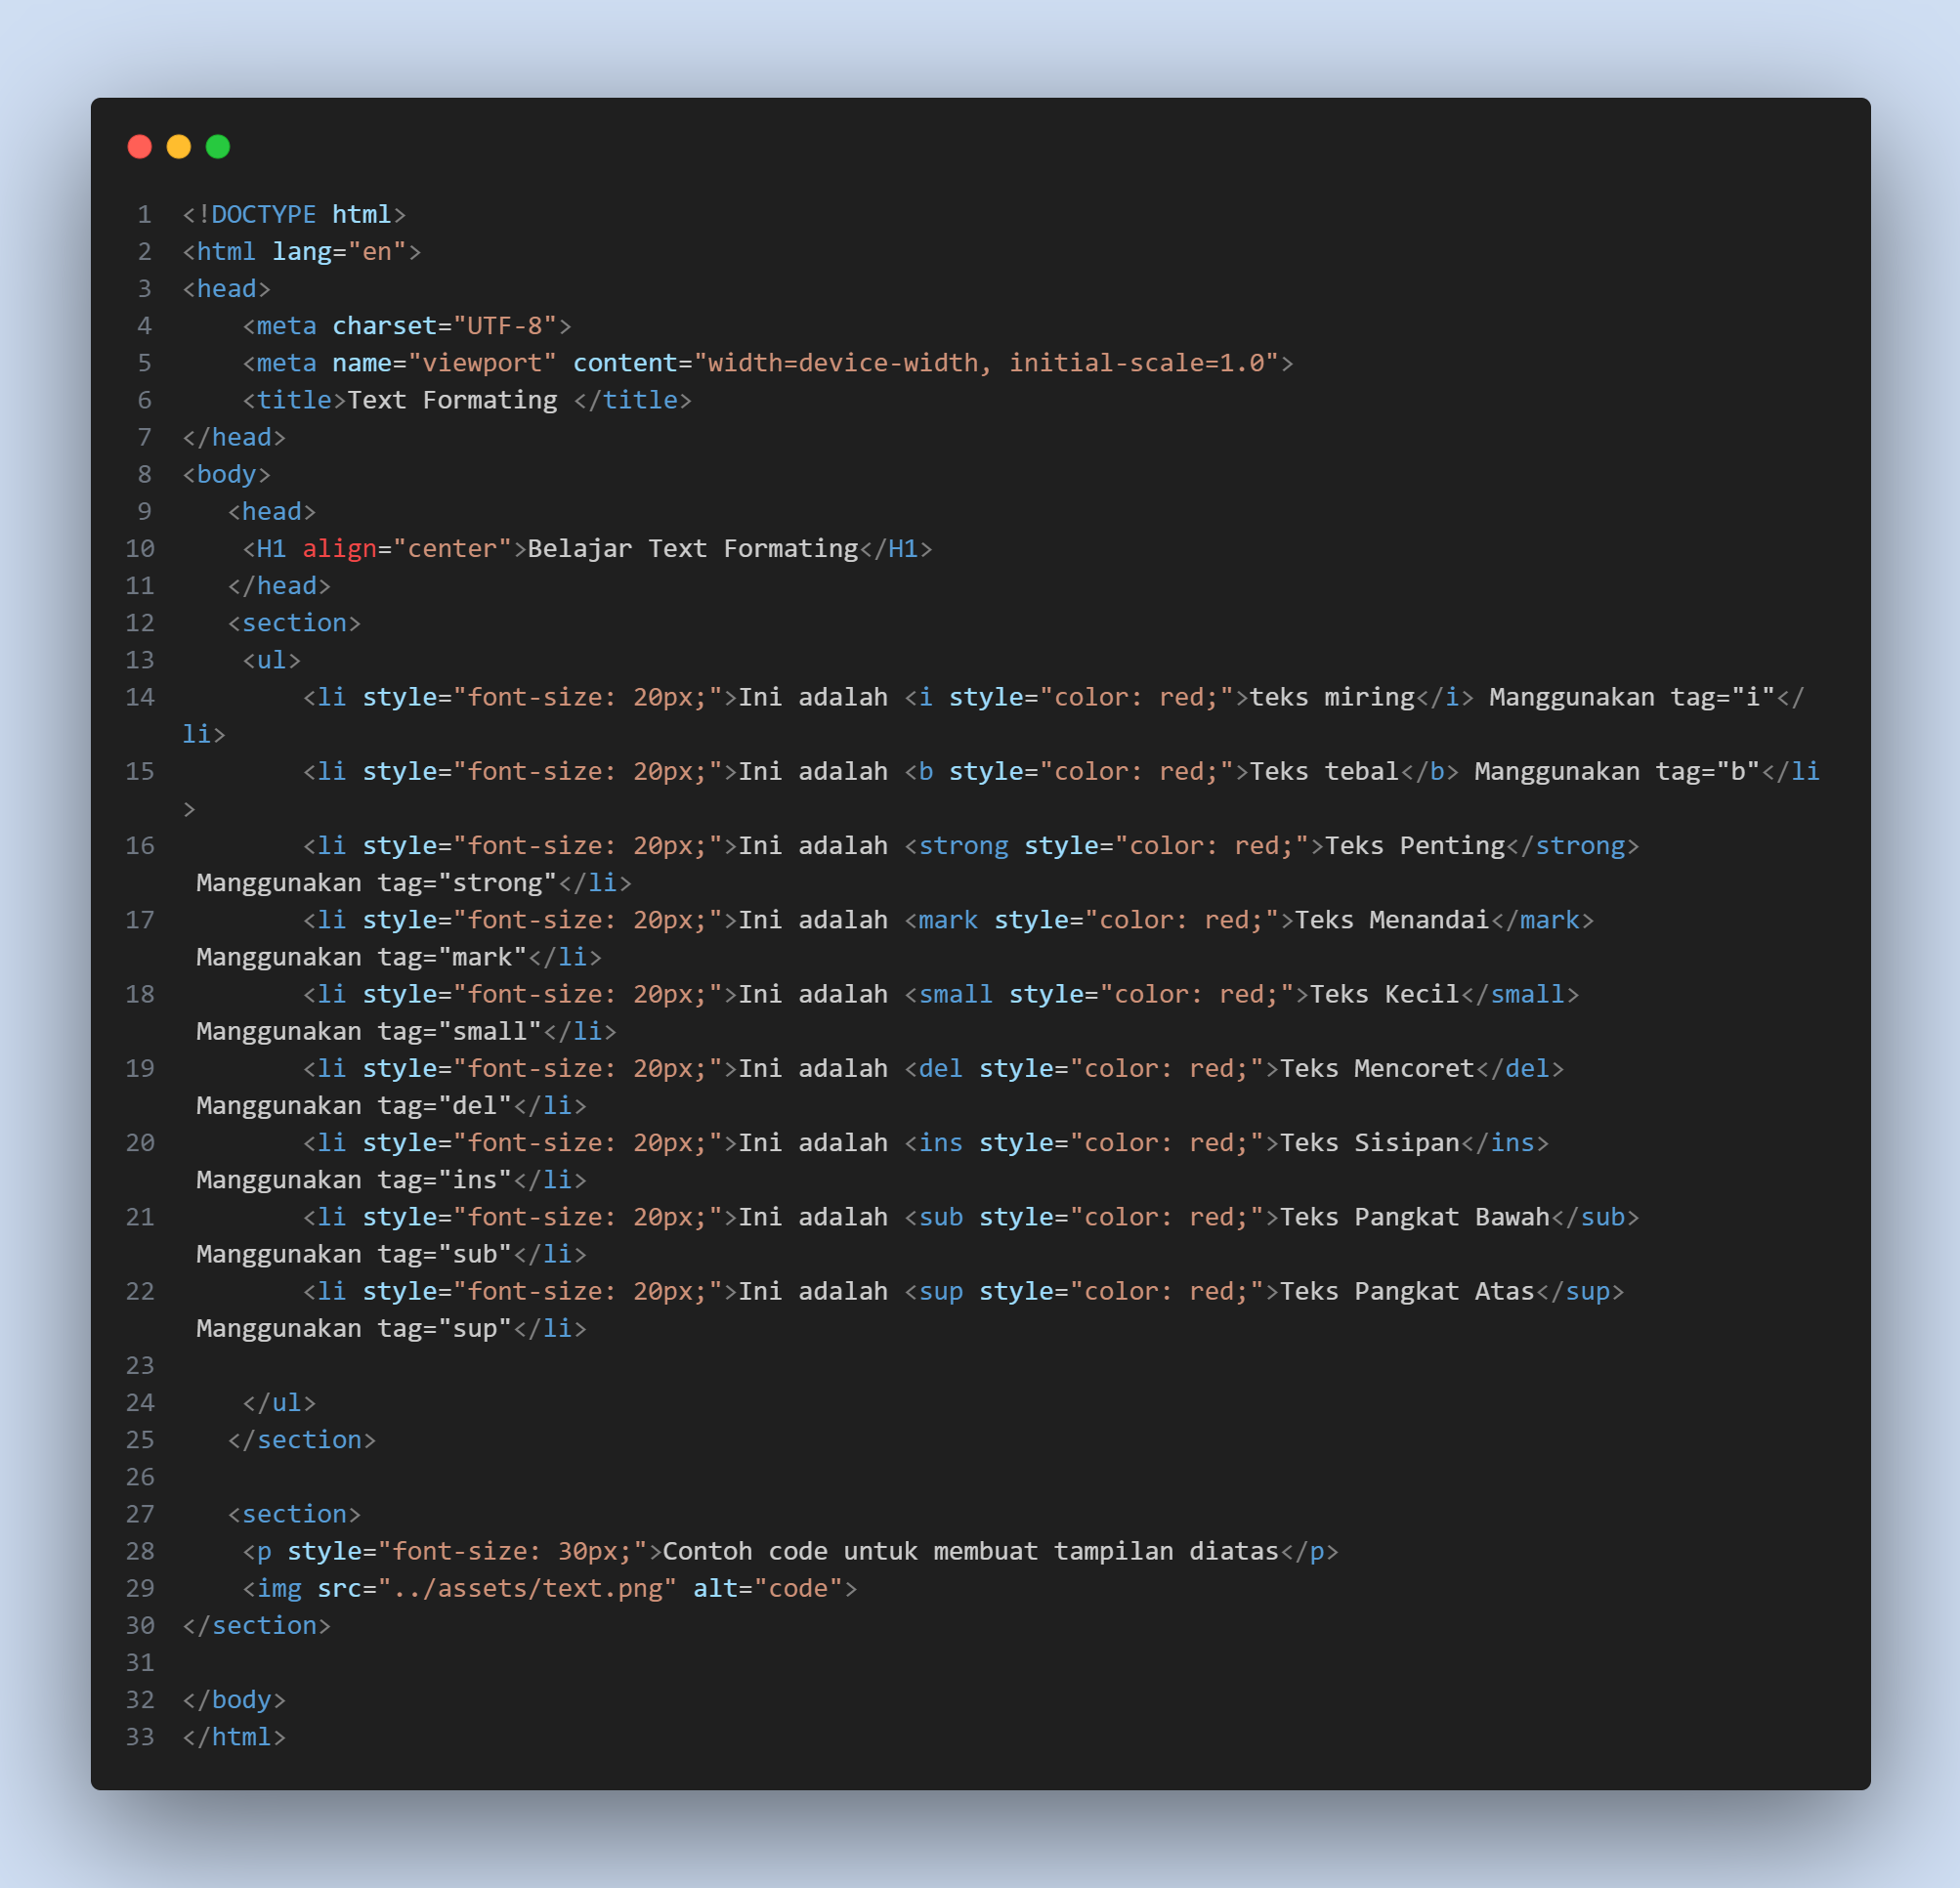 1 <!DOCTYPE html>
2 <html lang="en">
3 <head>
4     <meta charset="UTF-8">
5     <meta name="viewport" content="width=device-width, initial-scale=1.0">
6     <title>Text Formating </title>
7 </head>
8 <body>
9    <head>
10     <H1 align="center">Belajar Text Formating</H1>
11    </head>
12    <section>
13     <ul>
14         <li style="font-size: 20px;">Ini adalah <i style="color: red;">teks miring</i> Manggunakan tag="i"</
li>
15         <li style="font-size: 20px;">Ini adalah <b style="color: red;">Teks tebal</b> Manggunakan tag="b"</li
>
16         <li style="font-size: 20px;">Ini adalah <strong style="color: red;">Teks Penting</strong>
 Manggunakan tag="strong"</li>
17         <li style="font-size: 20px;">Ini adalah <mark style="color: red;">Teks Menandai</mark>
 Manggunakan tag="mark"</li>
18         <li style="font-size: 20px;">Ini adalah <small style="color: red;">Teks Kecil</small>
 Manggunakan tag="small"</li>
19         <li style="font-size: 20px;">Ini adalah <del style="color: red;">Teks Mencoret</del>
 Manggunakan tag="del"</li>
20         <li style="font-size: 20px;">Ini adalah <ins style="color: red;">Teks Sisipan</ins>
 Manggunakan tag="ins"</li>
21         <li style="font-size: 20px;">Ini adalah <sub style="color: red;">Teks Pangkat Bawah</sub>
 Manggunakan tag="sub"</li>
22         <li style="font-size: 20px;">Ini adalah <sup style="color: red;">Teks Pangkat Atas</sup>
 Manggunakan tag="sup"</li>
23
24     </ul>
25    </section>
26
27    <section>
28     <p style="font-size: 30px;">Contoh code untuk membuat tampilan diatas</p>
29     <img src="../assets/text.png" alt="code">
30 </section>
31
32 </body>
33 </html>